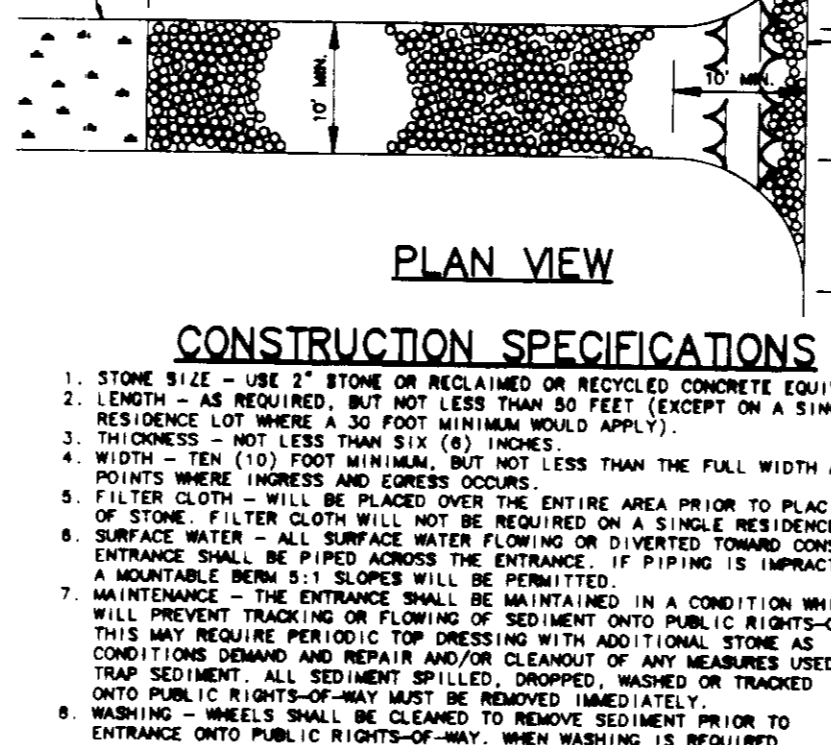 10' MIN.
10' MIN.
PLAN VIEW
CONSTRUCTION SPECIFICATIONS
1. STONE SIZE – USE 2" STONE OR RECLAIMED OR RECYCLED CONCRETE
2. LENGTH – AS REQUIRED, BUT NOT LESS THAN 50 FEET (EXCEPT ON A
RESIDENCE LOT WHERE A 30 FOOT MINIMUM WOULD APPLY).
3. THICKNESS – NOT LESS THAN SIX (6) INCHES.
4. WIDTH – TEN (10) FOOT MINIMUM, BUT NOT LESS THAN THE FULL WIDTH
POINTS WHERE INGRESS AND EGRESS OCCURS.
5. FILTER CLOTH – WILL BE PLACED OVER THE ENTIRE AREA PRIOR TO
OF STONE. FILTER CLOTH WILL NOT BE REQUIRED ON A SINGLE RESIDENCE
6. SURFACE WATER – ALL SURFACE WATER FLOWING OR DIVERTED TOWARD
ENTRANCE SHALL BE PIPED ACROSS THE ENTRANCE. IF PIPING IS
A MOUNTABLE BERM 5:1 SLOPES WILL BE PERMITTED.
7. MAINTENANCE – THE ENTRANCE SHALL BE MAINTAINED IN A CONDITION
WILL PREVENT TRACKING OR FLOWING OF SEDIMENT ONTO PUBLIC
THIS MAY REQUIRE PERIODIC TOP DRESSING WITH ADDITIONAL STONE AS
CONDITIONS DEMAND AND REPAIR AND/OR CLEANOUT OF ANY MEASURES USED
TRAP SEDIMENT. ALL SEDIMENT SPILLED, DROPPED, WASHED OR TRACKED
ONTO PUBLIC RIGHTS-OF-WAY MUST BE REMOVED IMMEDIATELY.
8. WASHING – WHEELS SHALL BE CLEANED TO REMOVE SEDIMENT PRIOR TO
ENTRANCE ONTO PUBLIC RIGHTS-OF-WAY. WHEN WASHING IS REQUIRED